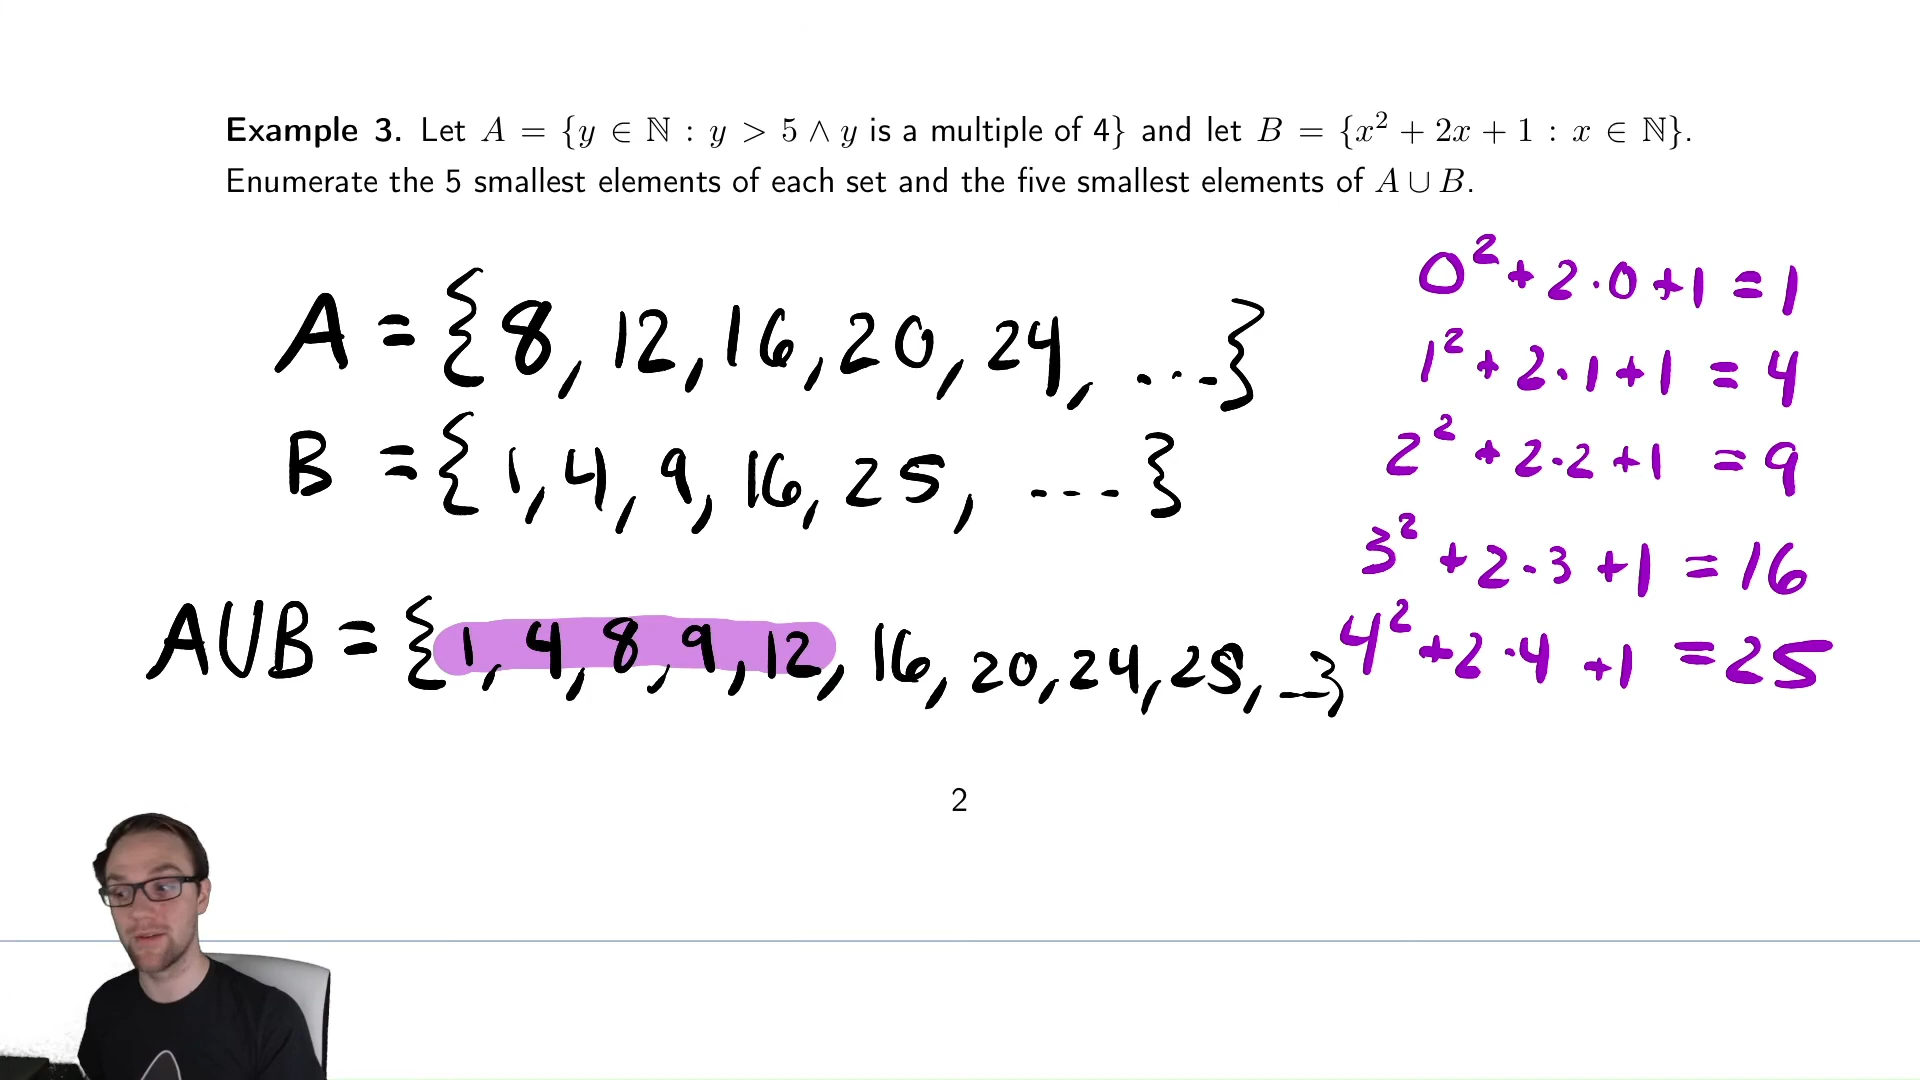 Example 3. Let A = {y ∈ ℕ : y > 5 ∧ y is a multiple of 4} and let B = {x² + 2x + 1 : x ∈ ℕ}.
Enumerate the 5 smallest elements of each set and the five smallest elements of A ∪ B.
A = {8, 12, 16, 20, 24, ...}
B = {1, 4, 9, 16, 25, ...}
A∪B = {1, 4, 8, 9, 12, 16, 20, 24, 25, ...}
0² + 2·0 + 1 = 1
1² + 2·1 + 1 = 4
2² + 2·2 + 1 = 9
3² + 2·3 + 1 = 16
4² + 2·4 + 1 = 25
2